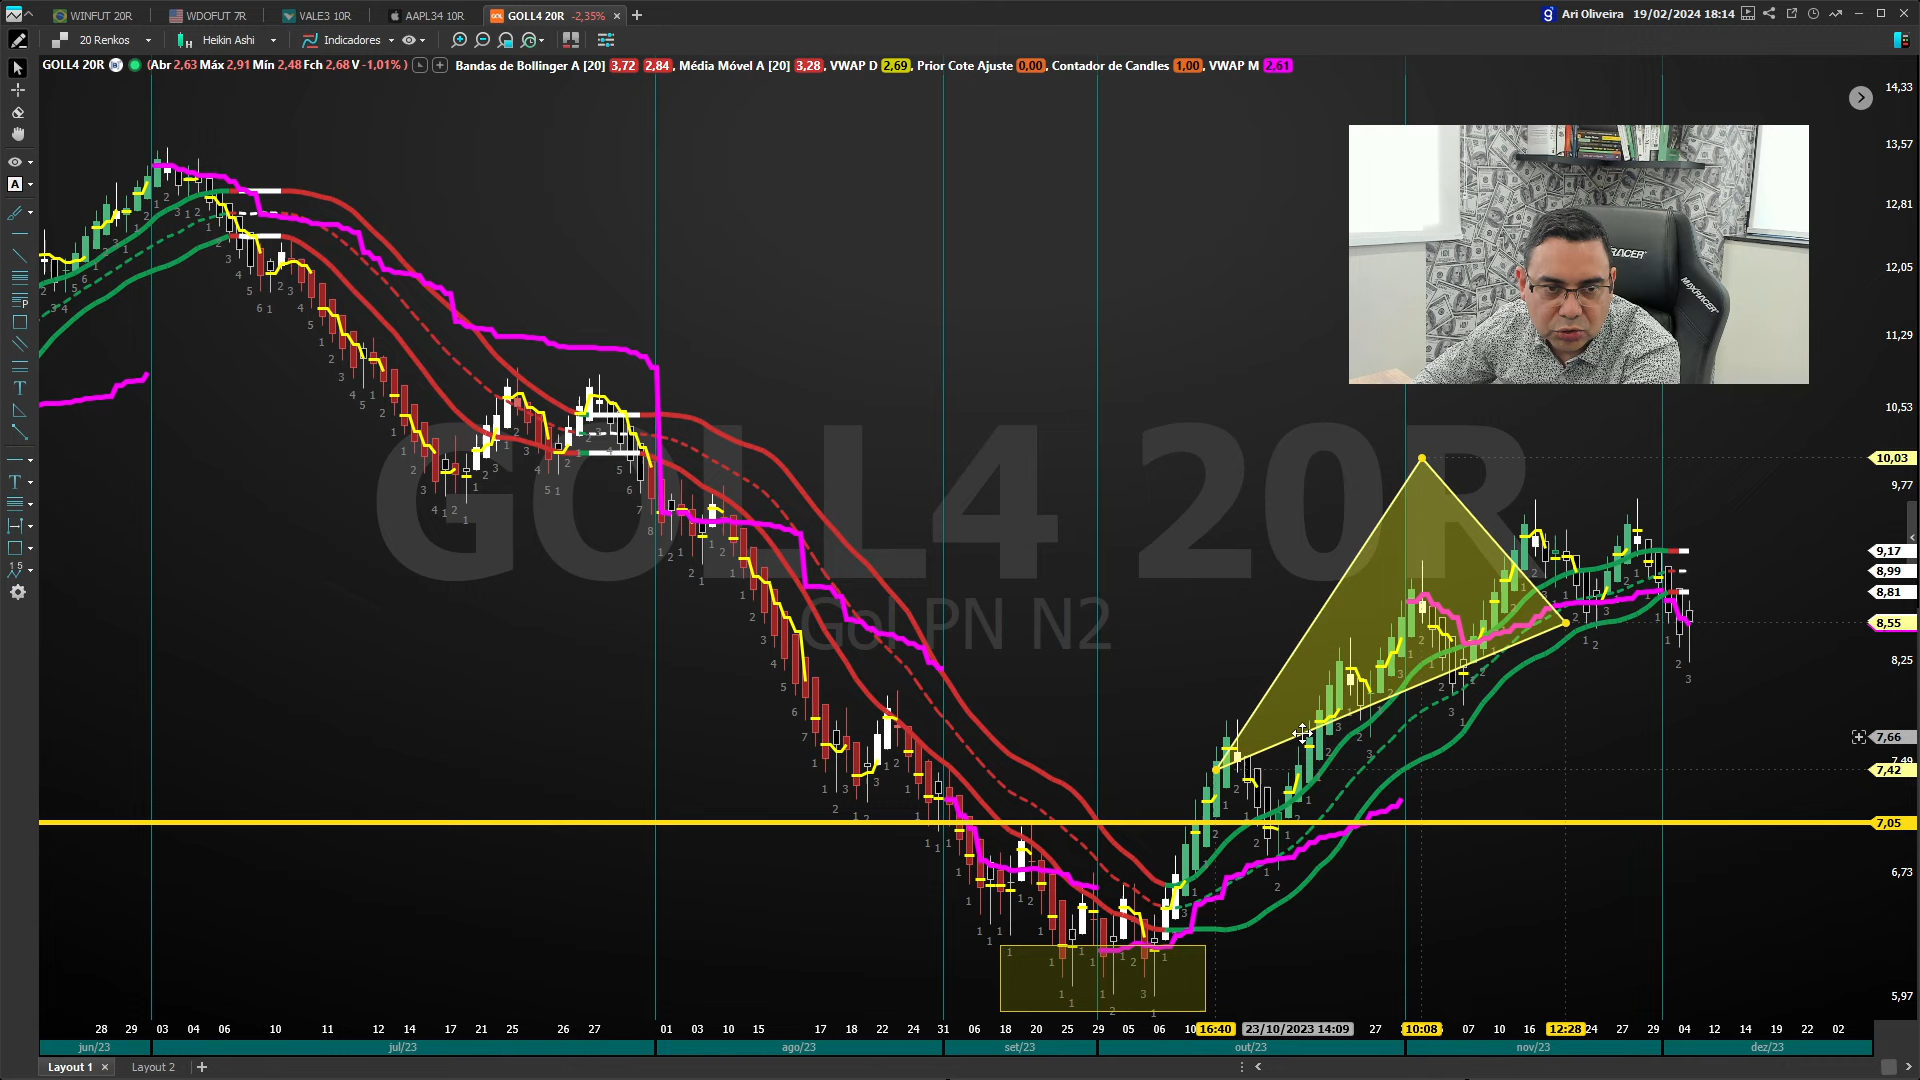 WINFUT 20R WDOFUT 7R VALE3 10R AAPL34 10R GOLL4 20R -2,35% Ari Oliveira 19/02/2024 18:14
20 Renkos Heikin Ashi Indicadores
GOLL4 20R (Abr 2,63 Máx 2,91 Mín 2,48 Fch 2,68 V -1,01% ) Bandas de Bollinger A [20] 3,72 2,84, Média Móvel A [20] 3,28, VWAP D 2,69, Prior Cote Ajuste 0,00, Contador de Candles 1,00, VWAP M 2,61
14,33
13,57
12,81
12,05
11,29
10,53
10,03
9,77
9,17
8,99
8,81
8,55
8,25
7,66
7,49
7,42
7,05
6,73
5,97
GOLL4 20R
Gol PN N2
MAXRACER
28 29 03 04 06 10 11 12 14 17 21 25 26 27 01 03 10 15 17 18 22 24 31 06 18 20 25 29 05 06 10 16:40 23/10/2023 14:09 27 10:08 07 10 16 12:28 24 27 29 04 12 14 19 22 02
jun/23 jul/23 ago/23 set/23 out/23 nov/23 dez/23
Layout 1 Layout 2